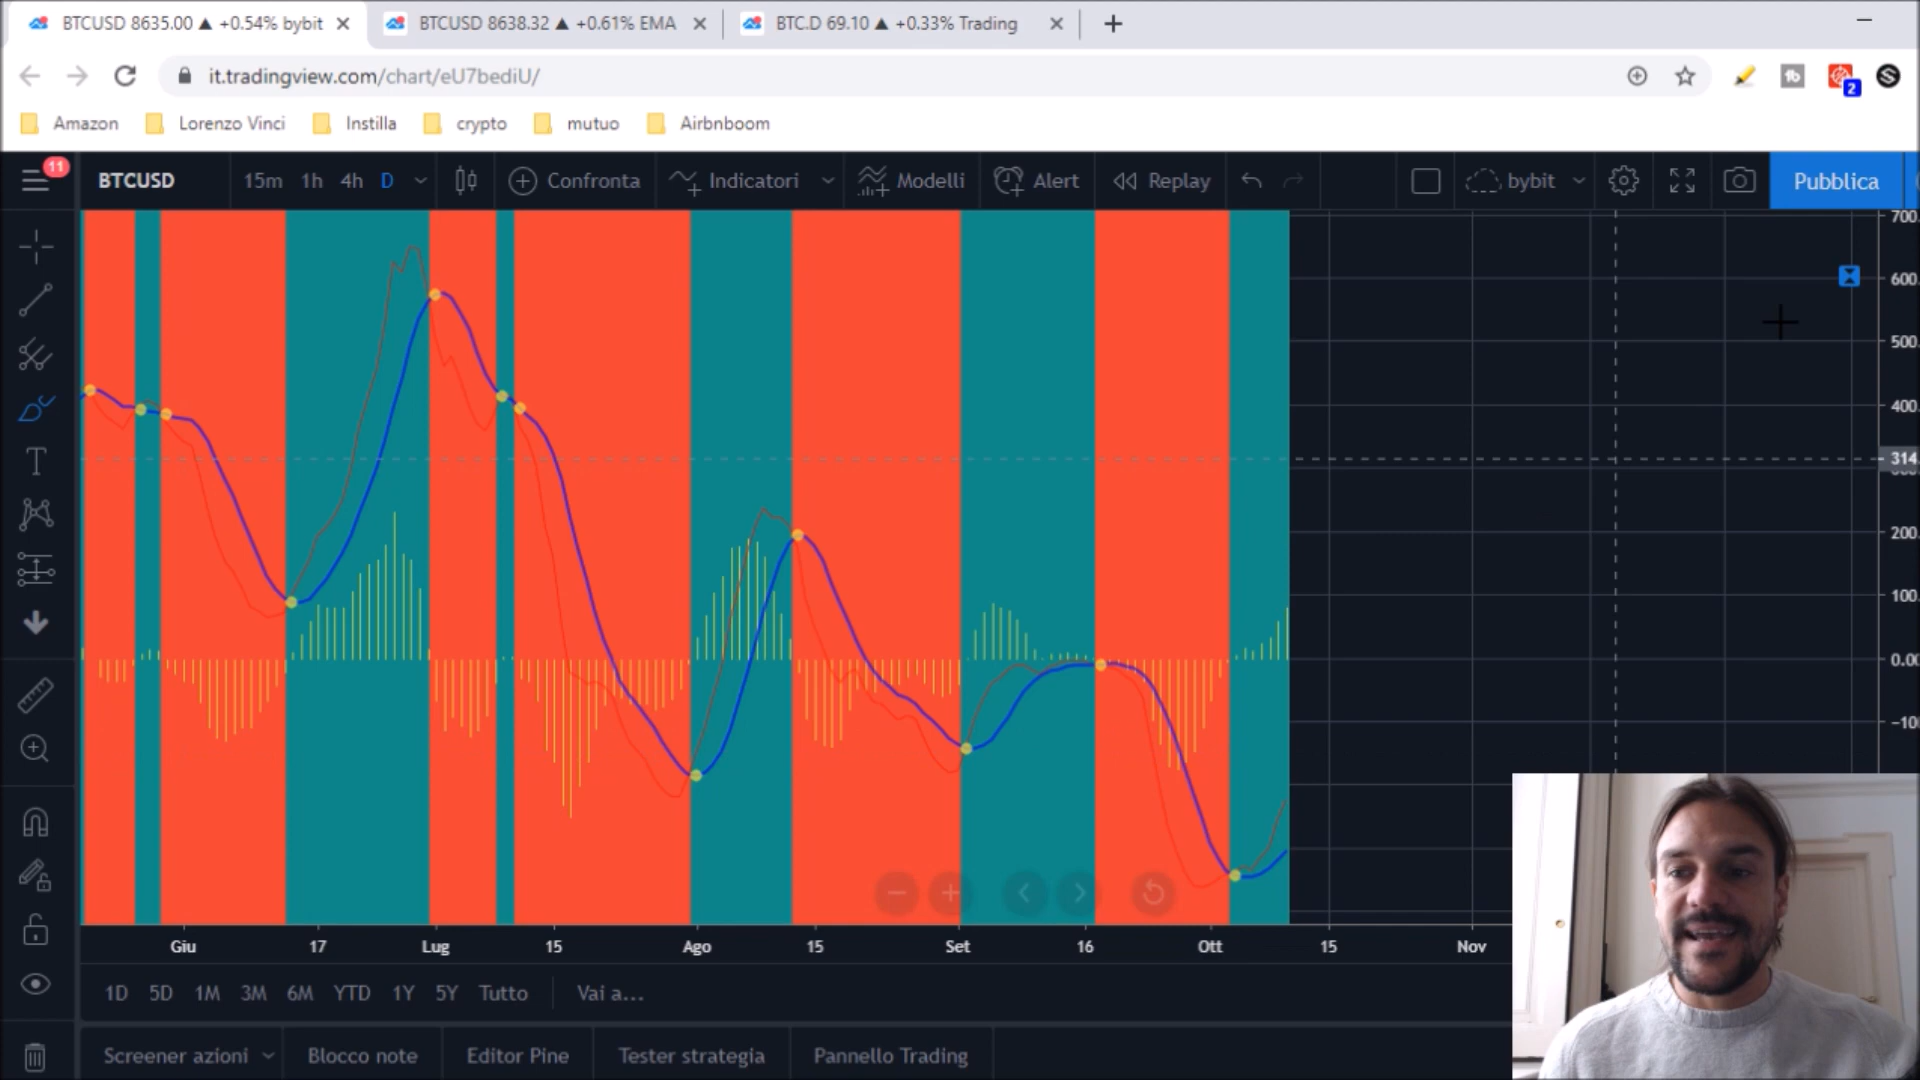 BTCUSD 8635.00 ▲ +0.54% bybit
BTCUSD 8638.32 ▲ +0.61% EMA
BTC.D 69.10 ▲ +0.33% Trading
it.tradingview.com/chart/eU7bediU/
2
Amazon
Lorenzo Vinci
Instilla
crypto
mutuo
Airbnboom
11
BTCUSD
15m 1h 4h D
Confronta
Indicatori
Modelli
Alert
Replay
bybit
Pubblica
700.
600.
500.
400.
314.
200.
100.
0.00
-10
Giu 17 Lug 15 Ago 15 Set 16 Ott 15 Nov
1D 5D 1M 3M 6M YTD 1Y 5Y Tutto Vai a...
Screener azioni
Blocco note
Editor Pine
Tester strategia
Pannello Trading